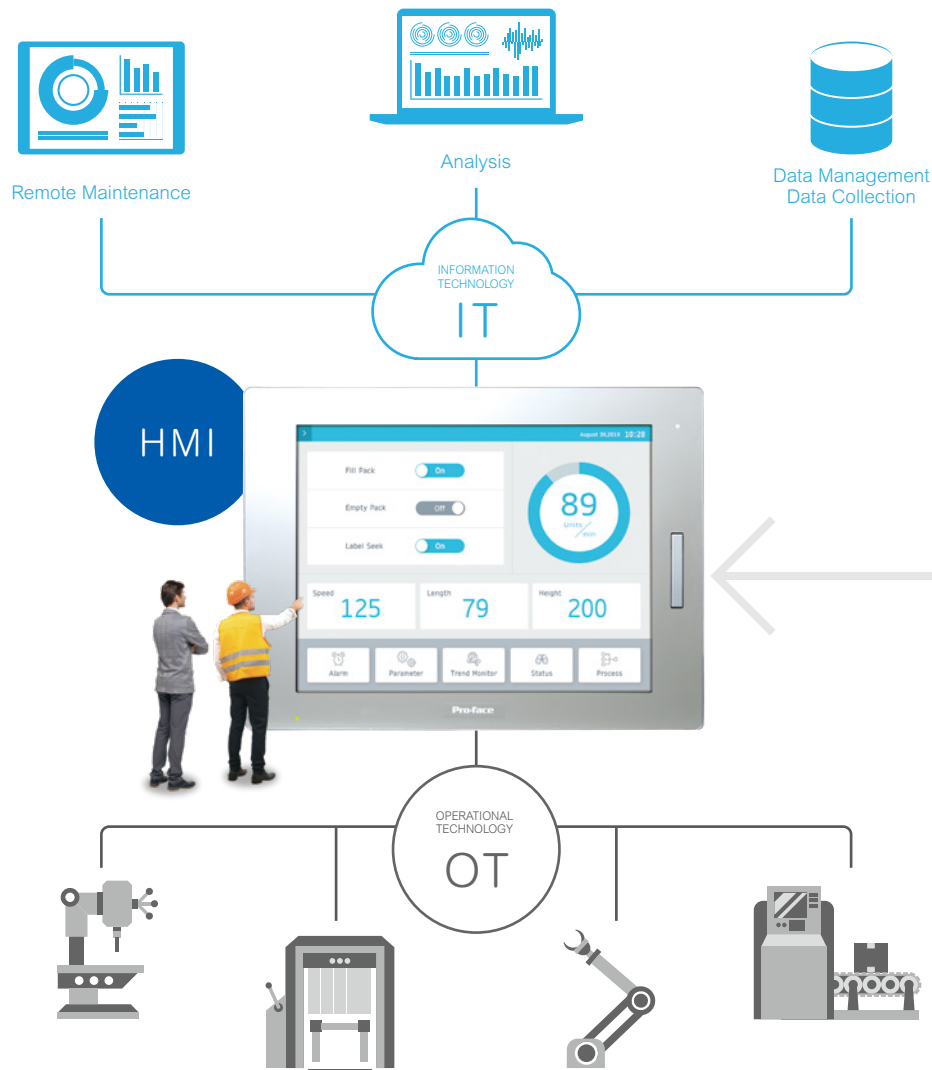 Remote Maintenance
Analysis
Data Management
Data Collection
INFORMATION
TECHNOLOGY
IT
HMI
August 30,2019 10:28
Fill Pack On
Empty Pack Off
Label Seek On
89
Units/min
Speed
125
Length
79
Height
200
Alarm
Parameter
Trend Monitor
Status
Process
Pro-face
OPERATIONAL
TECHNOLOGY
OT